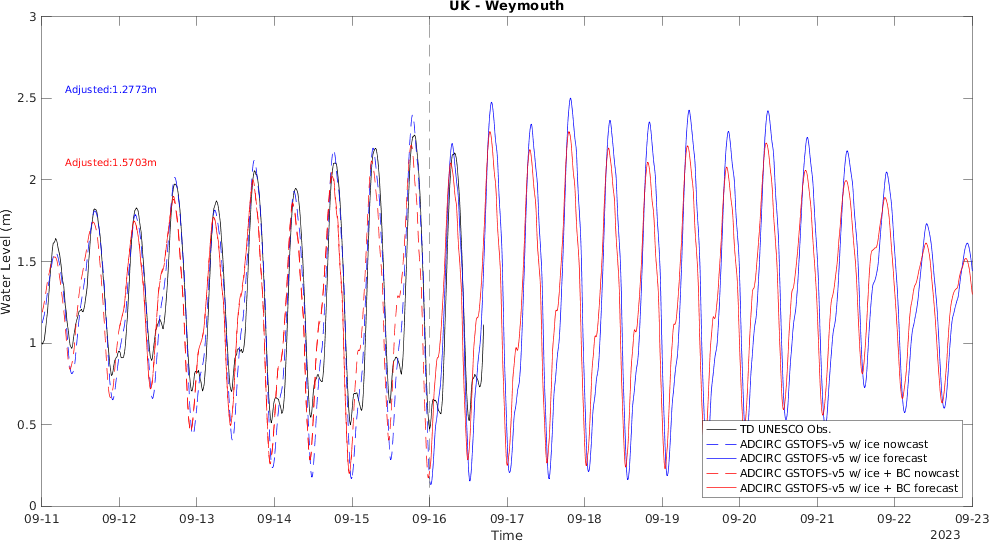 UK - Weymouth
3
2.5
2
1.5
1
0.5
0
Water Level (m)
Adjusted:1.2773m
Adjusted:1.5703m
TD UNESCO Obs.
ADCIRC GSTOFS-v5 w/ ice nowcast
ADCIRC GSTOFS-v5 w/ ice forecast
ADCIRC GSTOFS-v5 w/ ice + BC nowcast
ADCIRC GSTOFS-v5 w/ ice + BC forecast
09-11 09-12 09-13 09-14 09-15 09-16 09-17 09-18 09-19 09-20 09-21 09-22 09-23
Time
2023